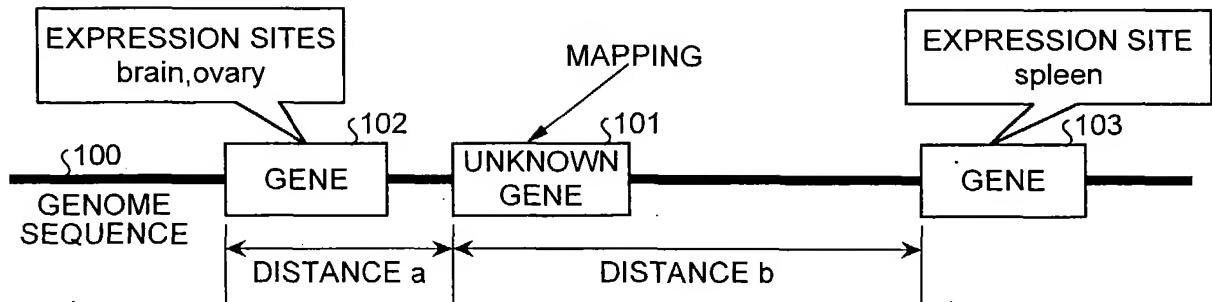 EXPRESSION SITES
brain,ovary
MAPPING
EXPRESSION SITE
spleen
100
102
101
103
GENE
UNKNOWN
GENE
GENE
GENOME
SEQUENCE
DISTANCE a
DISTANCE b